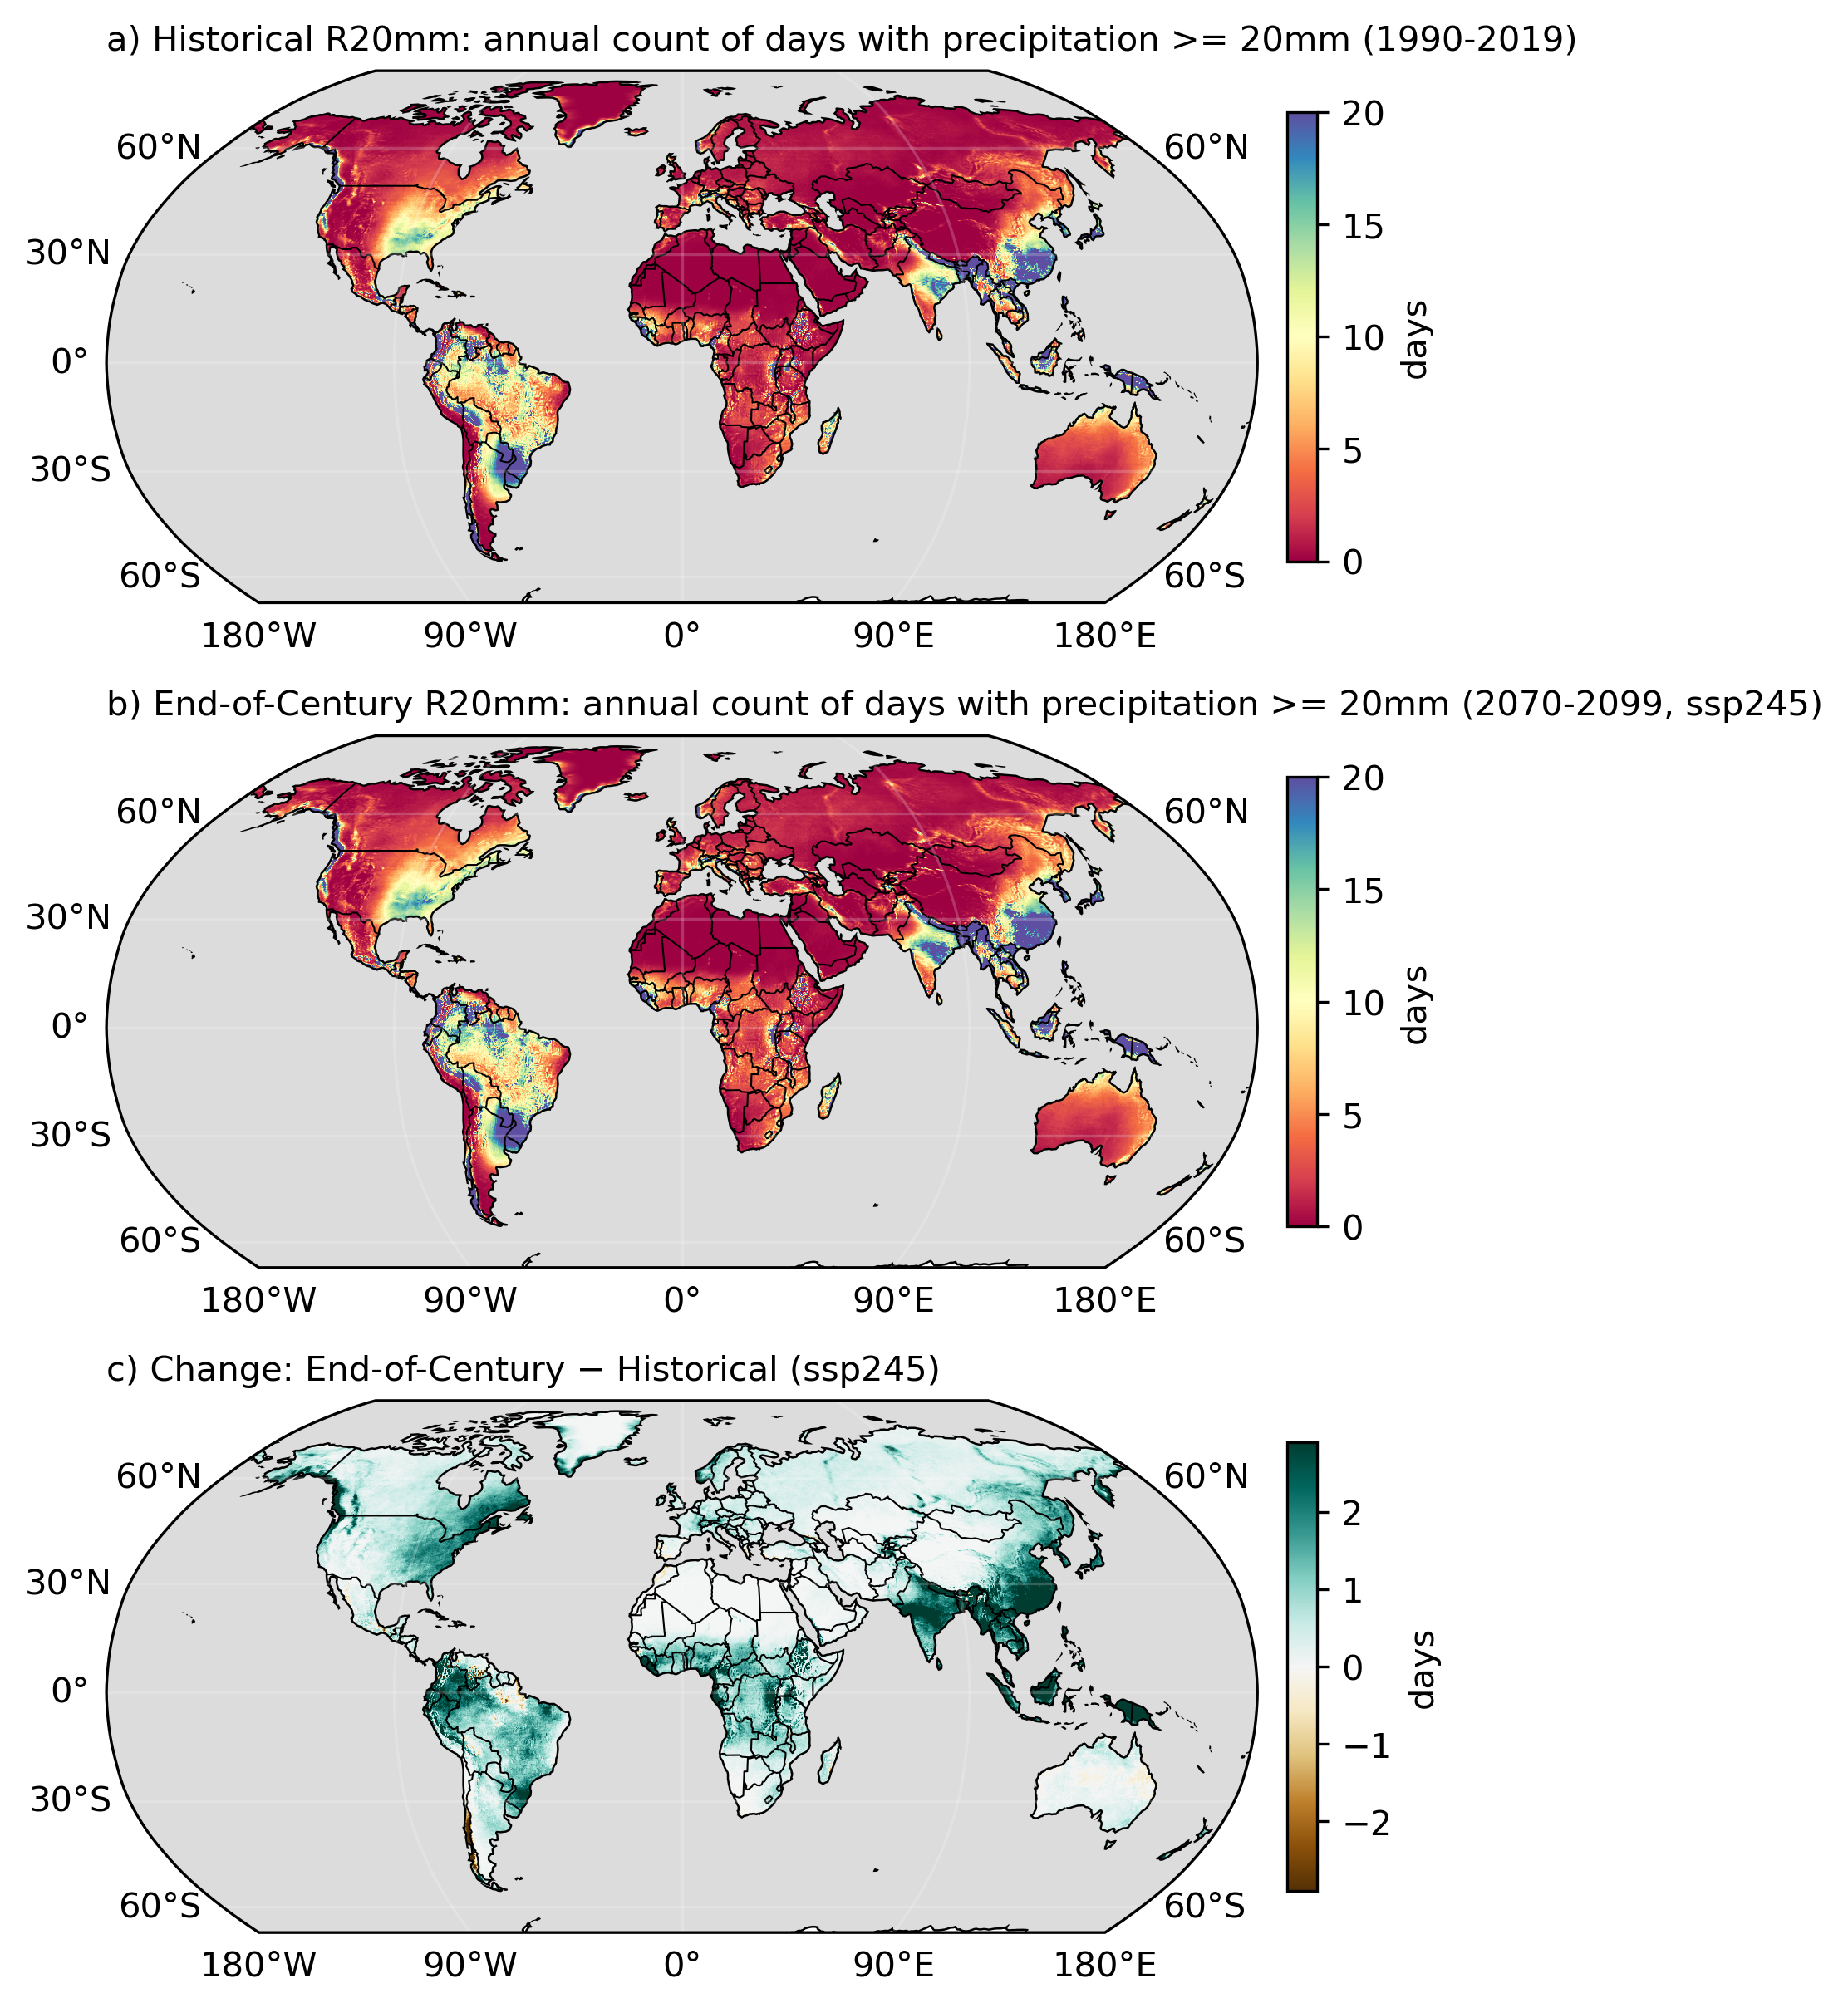 a) Historical R20mm: annual count of days with precipitation >= 20mm (1990-2019)
20
60°N 60°N
15
30°N
10
days
0°
5
30°S
0
60°S 60°S
180°W 90°W 0° 90°E 180°E
b) End-of-Century R20mm: annual count of days with precipitation >= 20mm (2070-2099, ssp245)
20
60°N 60°N
15
30°N
10
days
0°
5
30°S
0
60°S 60°S
180°W 90°W 0° 90°E 180°E
c) Change: End-of-Century − Historical (ssp245)
60°N 60°N
2
30°N
1
0
days
0°
−1
30°S
−2
60°S 60°S
180°W 90°W 0° 90°E 180°E